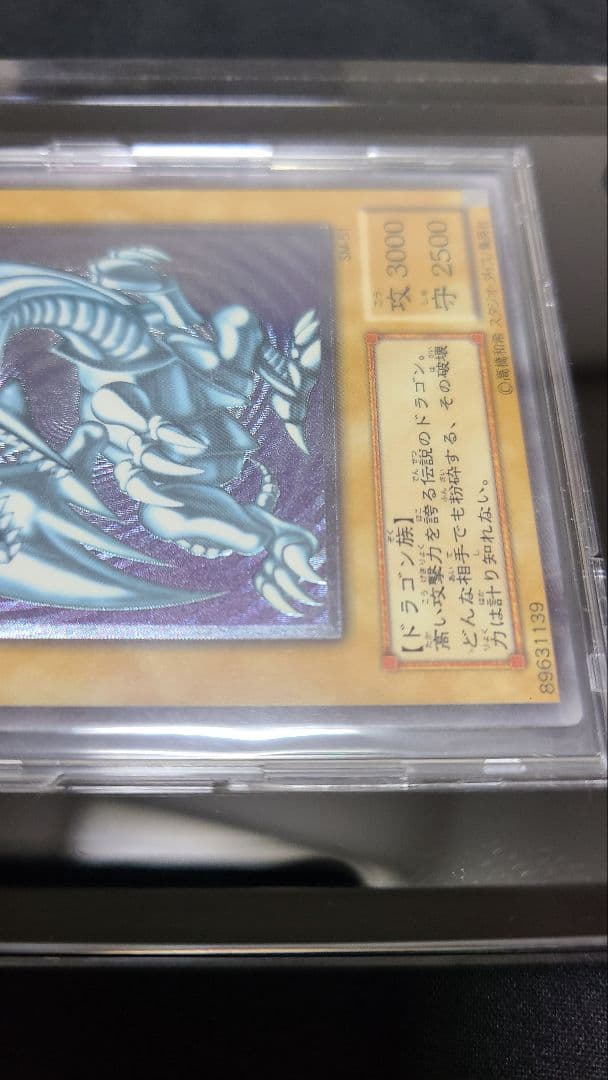 SM-51
【ドラゴン族】
高い攻撃力を誇る伝説のドラゴン。
どんな相手でも粉砕する、その破壊
力は計り知れない。
攻 3000
守 2500
89631139
©高橋和希 スタジオ・ダイス/集英社